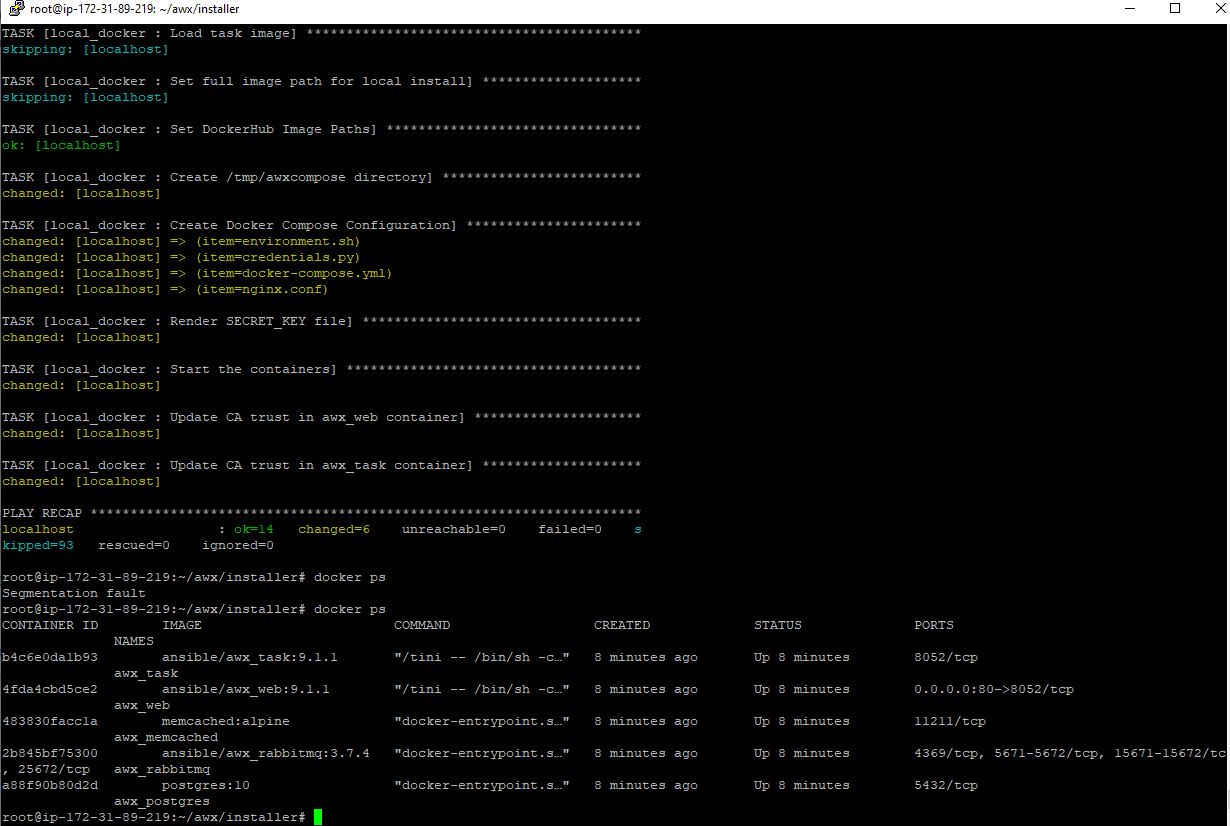 root@ip-172-31-89-219: ~/awx/installer
TASK [local_docker : Load task image] ******************************************
skipping: [localhost]
TASK [local_docker : Set full image path for local install] ********************
skipping: [localhost]
TASK [local_docker : Set DockerHub Image Paths] ********************************
ok: [localhost]
TASK [local_docker : Create /tmp/awxcompose directory] *************************
changed: [localhost]
TASK [local_docker : Create Docker Compose Configuration] **********************
changed: [localhost] => (item=environment.sh)
changed: [localhost] => (item=credentials.py)
changed: [localhost] => (item=docker-compose.yml)
changed: [localhost] => (item=nginx.conf)
TASK [local_docker : Render SECRET_KEY file] ***********************************
changed: [localhost]
TASK [local_docker : Start the containers] *************************************
changed: [localhost]
TASK [local_docker : Update CA trust in awx_web container] *********************
changed: [localhost]
TASK [local_docker : Update CA trust in awx_task container] ********************
changed: [localhost]
PLAY RECAP *********************************************************************
localhost                  : ok=14   changed=6    unreachable=0    failed=0    s
kipped=93   rescued=0    ignored=0
root@ip-172-31-89-219:~/awx/installer# docker ps
Segmentation fault
root@ip-172-31-89-219:~/awx/installer# docker ps
CONTAINER ID        IMAGE                        COMMAND                  CREATED             STATUS              PORTS
NAMES
b4c6e0da1b93        ansible/awx_task:9.1.1       "/tini -- /bin/sh -c…"   8 minutes ago       Up 8 minutes        8052/tcp
awx_task
4fda4cbd5ce2        ansible/awx_web:9.1.1        "/tini -- /bin/sh -c…"   8 minutes ago       Up 8 minutes        0.0.0.0:80->8052/tcp
awx_web
483830facc1a        memcached:alpine             "docker-entrypoint.s…"   8 minutes ago       Up 8 minutes        11211/tcp
awx_memcached
2b845bf75300        ansible/awx_rabbitmq:3.7.4   "docker-entrypoint.s…"   8 minutes ago       Up 8 minutes        4369/tcp, 5671-5672/tcp, 15671-15672/tc
, 25672/tcp   awx_rabbitmq
a88f90b80d2d        postgres:10                  "docker-entrypoint.s…"   8 minutes ago       Up 8 minutes        5432/tcp
awx_postgres
root@ip-172-31-89-219:~/awx/installer#